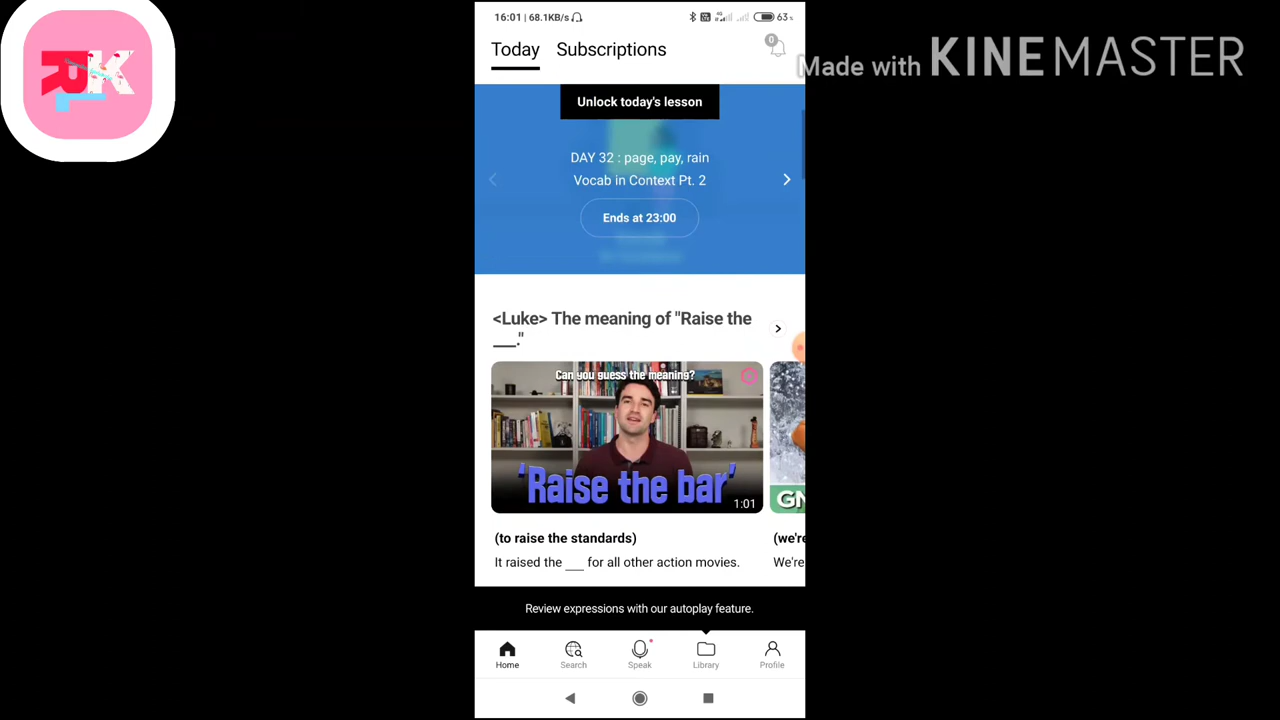 16:01 | 68.1KB/s
63%
Made with KINEMASTER
RK
Today Subscriptions
0
Unlock today's lesson
DAY 32 : page, pay, rain
Vocab in Context Pt. 2
Ends at 23:00
<Luke> The meaning of "Raise the
___."
Can you guess the meaning?
'Raise the bar'
1:01
GN
(to raise the standards)
(we're
It raised the ___ for all other action movies.
We're
Review expressions with our autoplay feature.
Home Search Speak Library Profile